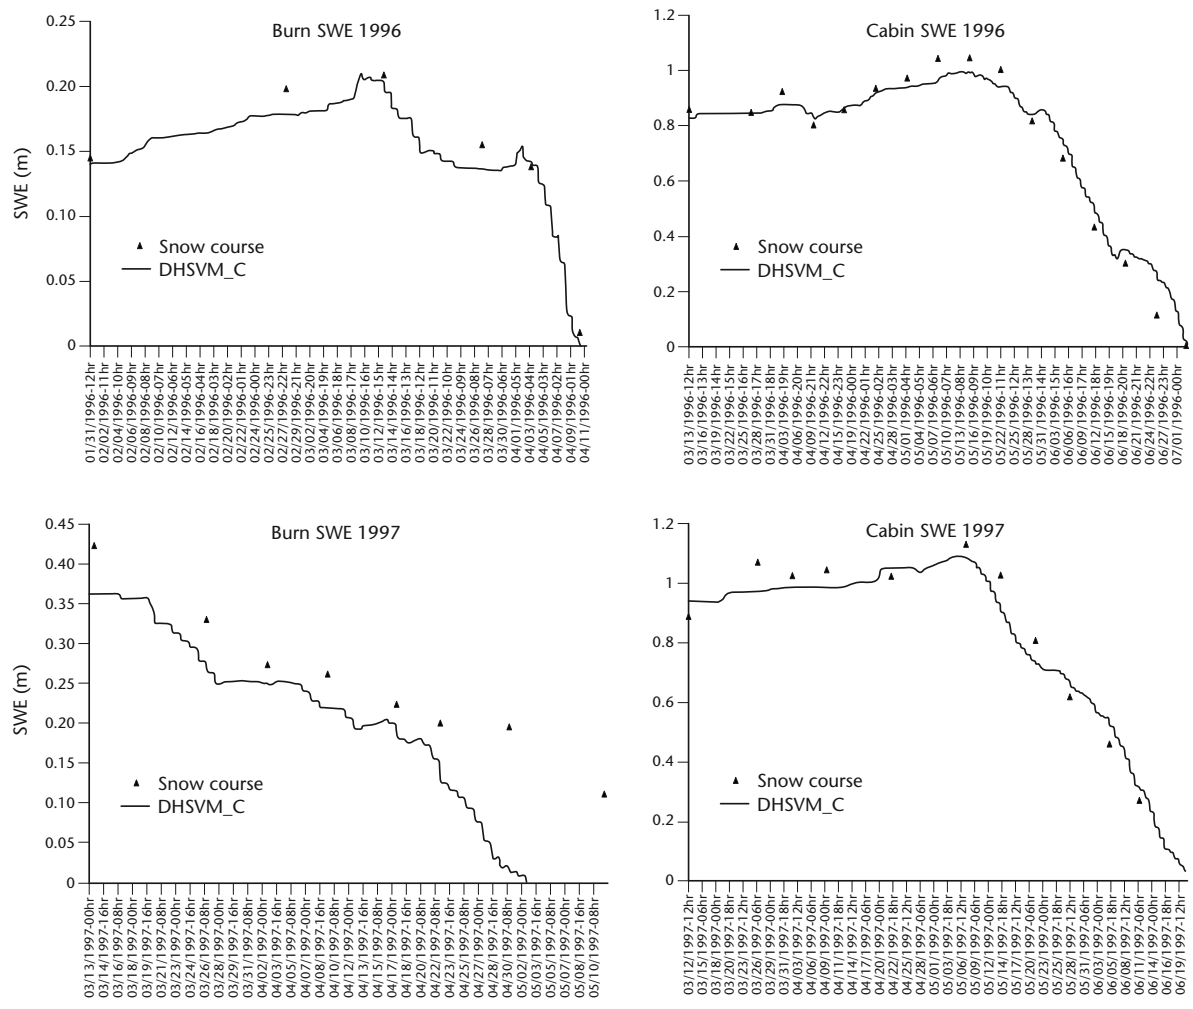 Burn SWE 1996
0.25
0.20
0.15
0.10
0.05
0
SWE (m)
Snow course
DHSVM_C
01/31/1996-12hr
02/02/1996-11hr
02/04/1996-10hr
02/06/1996-09hr
02/08/1996-08hr
02/10/1996-07hr
02/12/1996-06hr
02/14/1996-05hr
02/16/1996-04hr
02/18/1996-03hr
02/20/1996-02hr
02/22/1996-01hr
02/24/1996-00hr
02/25/1996-23hr
02/27/1996-22hr
02/29/1996-21hr
03/02/1996-20hr
03/04/1996-19hr
03/06/1996-18hr
03/08/1996-17hr
03/10/1996-16hr
03/12/1996-15hr
03/14/1996-14hr
03/16/1996-13hr
03/18/1996-12hr
03/20/1996-11hr
03/22/1996-10hr
03/24/1996-09hr
03/26/1996-08hr
03/28/1996-07hr
03/30/1996-06hr
04/01/1996-05hr
04/03/1996-04hr
04/05/1996-03hr
04/07/1996-02hr
04/09/1996-01hr
04/11/1996-00hr
Cabin SWE 1996
1.2
1
0.8
0.6
0.4
0.2
0
Snow course
DHSVM_C
03/13/1996-12hr
03/16/1996-13hr
03/19/1996-14hr
03/22/1996-15hr
03/25/1996-16hr
03/28/1996-17hr
03/31/1996-18hr
04/03/1996-19hr
04/06/1996-20hr
04/09/1996-21hr
04/12/1996-22hr
04/15/1996-23hr
04/19/1996-00hr
04/22/1996-01hr
04/25/1996-02hr
04/28/1996-03hr
05/01/1996-04hr
05/04/1996-05hr
05/07/1996-06hr
05/10/1996-07hr
05/13/1996-08hr
05/16/1996-09hr
05/19/1996-10hr
05/22/1996-11hr
05/25/1996-12hr
05/28/1996-13hr
05/31/1996-14hr
06/03/1996-15hr
06/06/1996-16hr
06/09/1996-17hr
06/12/1996-18hr
06/15/1996-19hr
06/18/1996-20hr
06/21/1996-21hr
06/24/1996-22hr
06/27/1996-23hr
07/01/1996-00hr
Burn SWE 1997
0.45
0.40
0.35
0.30
0.25
0.20
0.15
0.10
0.05
0
SWE (m)
Snow course
DHSVM_C
03/13/1997-00hr
03/14/1997-16hr
03/16/1997-08hr
03/18/1997-00hr
03/19/1997-16hr
03/21/1997-08hr
03/23/1997-00hr
03/24/1997-16hr
03/26/1997-08hr
03/28/1997-00hr
03/29/1997-16hr
03/31/1997-08hr
04/02/1997-00hr
04/03/1997-16hr
04/05/1997-08hr
04/07/1997-00hr
04/08/1997-16hr
04/10/1997-08hr
04/12/1997-00hr
04/13/1997-16hr
04/15/1997-08hr
04/17/1997-00hr
04/18/1997-16hr
04/20/1997-08hr
04/22/1997-00hr
04/23/1997-16hr
04/25/1997-08hr
04/27/1997-00hr
04/28/1997-16hr
04/30/1997-08hr
05/02/1997-00hr
05/03/1997-16hr
05/05/1997-08hr
05/07/1997-00hr
05/08/1997-16hr
05/10/1997-08hr
Cabin SWE 1997
1.2
1
0.8
0.6
0.4
0.2
0
Snow course
DHSVM_C
03/12/1997-12hr
03/15/1997-06hr
03/18/1997-00hr
03/20/1997-18hr
03/23/1997-12hr
03/26/1997-06hr
03/29/1997-00hr
03/31/1997-18hr
04/03/1997-12hr
04/06/1997-06hr
04/09/1997-00hr
04/11/1997-18hr
04/14/1997-12hr
04/17/1997-06hr
04/20/1997-00hr
04/22/1997-18hr
04/25/1997-12hr
04/28/1997-06hr
05/01/1997-00hr
05/03/1997-18hr
05/06/1997-12hr
05/09/1997-06hr
05/12/1997-00hr
05/14/1997-18hr
05/17/1997-12hr
05/20/1997-06hr
05/23/1997-00hr
05/25/1997-18hr
05/28/1997-12hr
05/31/1997-06hr
06/03/1997-00hr
06/05/1997-18hr
06/08/1997-12hr
06/11/1997-06hr
06/14/1997-00hr
06/16/1997-18hr
06/19/1997-12hr